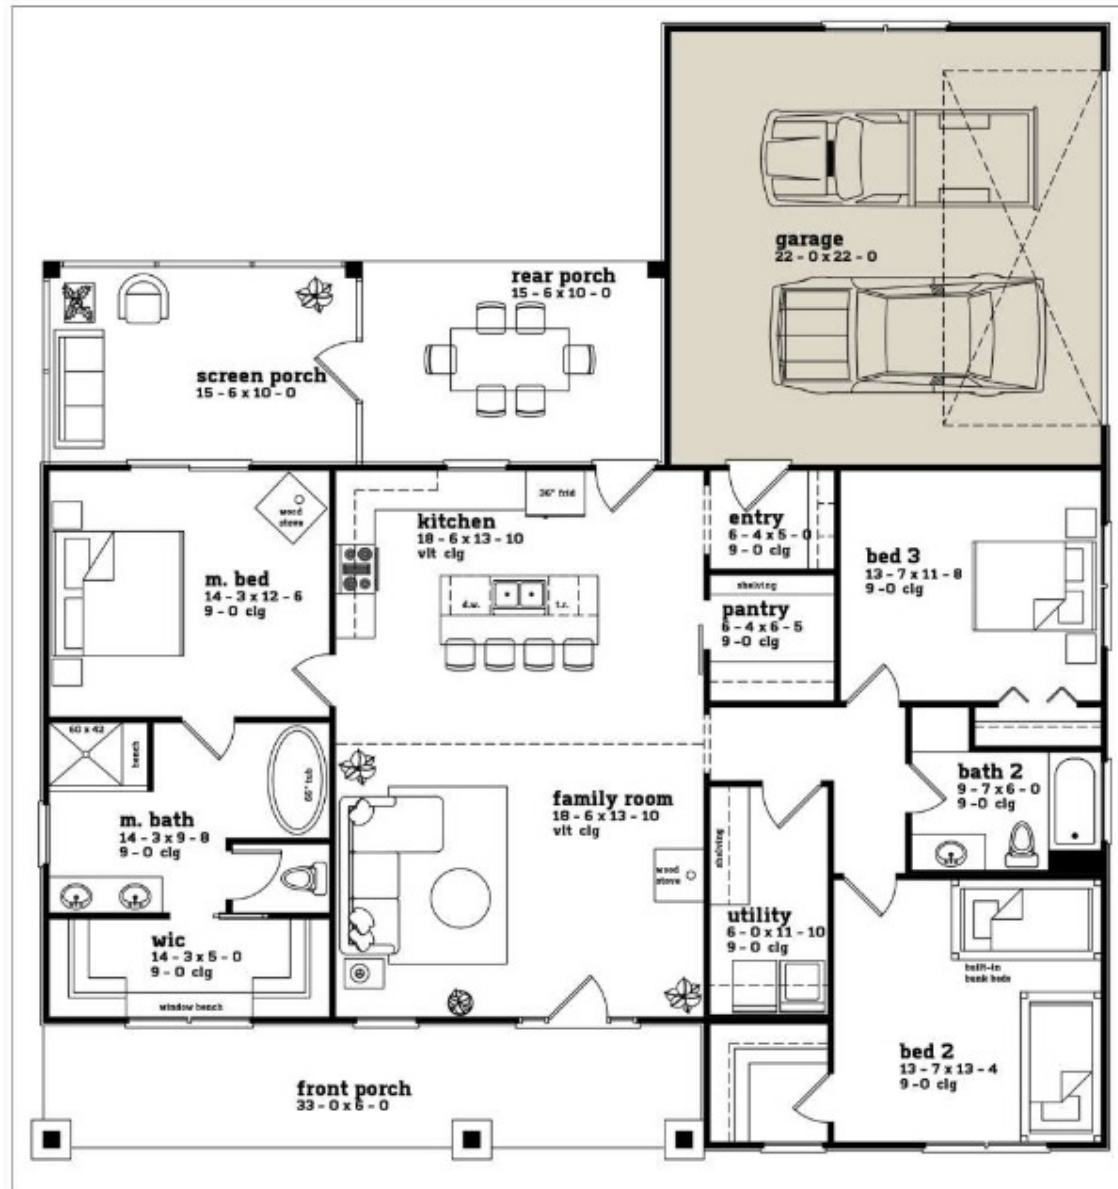 garage
22 - 0 x 22 - 0
rear porch
15 - 6 x 10 - 0
screen porch
15 - 6 x 10 - 0
36" frid
kitchen
18 - 6 x 13 - 10
vlt clg
entry
6 - 4 x 5 - 0
9 - 0 clg
wood
stove
m. bed
14 - 3 x 12 - 6
9 - 0 clg
bed 3
13 - 7 x 11 - 8
9 -0 clg
shelving
pantry
6 - 4 x 6 - 5
9 -0 clg
d.w.
t.r.
60 x 42
bench
66" tub
m. bath
14 - 3 x 9 - 8
9 - 0 clg
family room
18 - 6 x 13 - 10
vlt clg
bath 2
9 - 7 x 6 - 0
9 -0 clg
shelving
wood
stove
utility
6 - 0 x 11 - 10
9 - 0 clg
wic
14 - 3 x 5 - 0
9 - 0 clg
window bench
built-in
bunk beds
bed 2
13 - 7 x 13 - 4
9 -0 clg
front porch
33 - 0 x 6 - 0